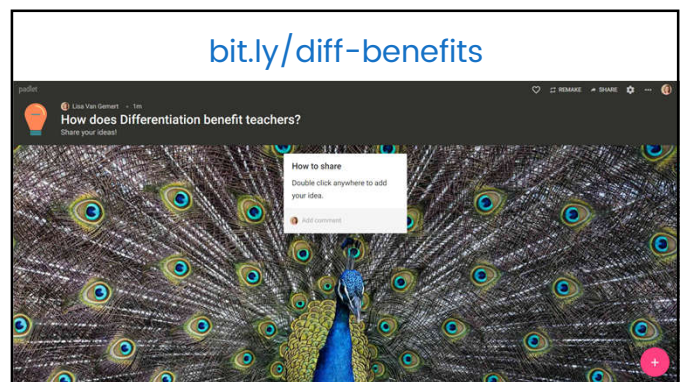 bit.ly/diff-benefits
padlet
REMAKE SHARE
Lisa Van Gemert • 1m
How does Differentiation benefit teachers?
Share your ideas!
How to share
Double click anywhere to add
your idea.
Add comment